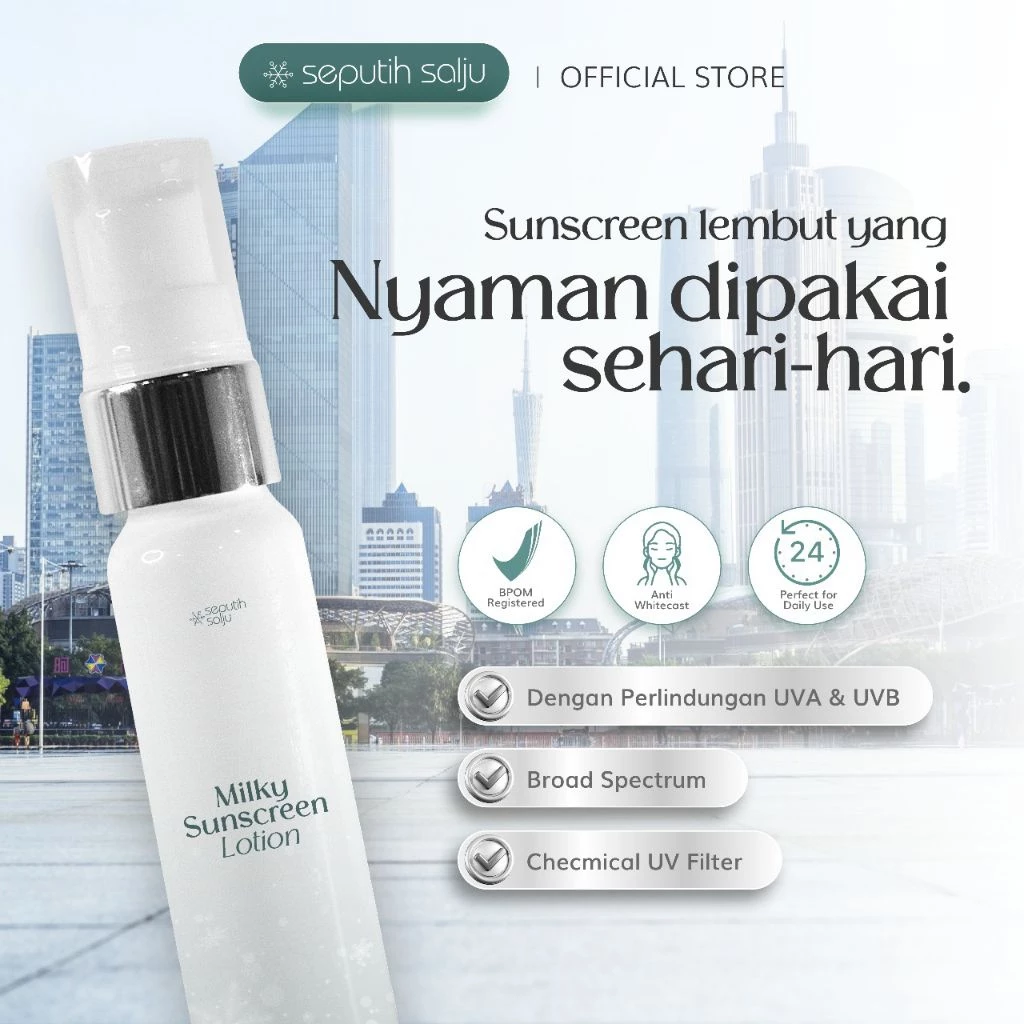 seputih salju | OFFICIAL STORE
Sunscreen lembut yang
Nyaman dipakai
sehari-hari.
BPOM
Registered
Anti
Whitecast
24
Perfect for
Daily Use
seputih
salju
Dengan Perlindungan UVA & UVB
Broad Spectrum
Checmical UV Filter
Milky
Sunscreen
Lotion